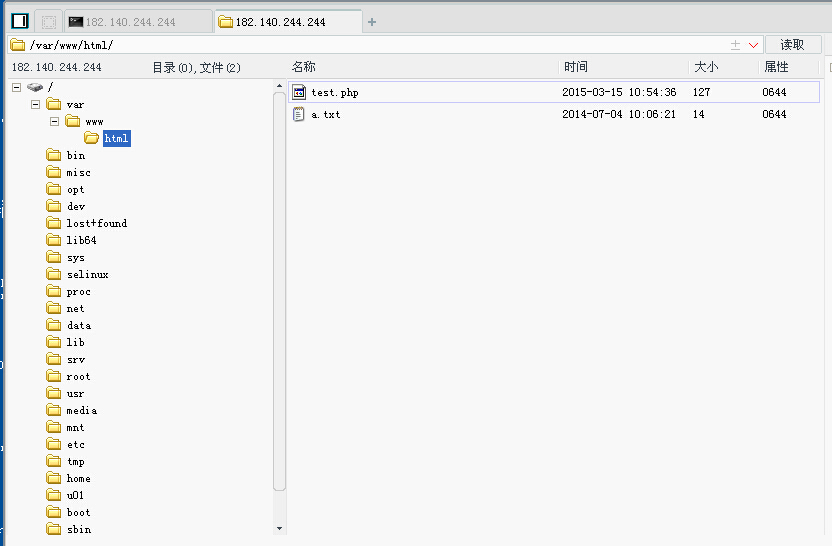 182.140.244.244 182.140.244.244 +
/var/www/html/ 读取
182.140.244.244 目录(0),文件(2) 名称 时间 大小 属性
/
test.php 2015-03-15 10:54:36 127 0644
var
a.txt 2014-07-04 10:06:21 14 0644
www
html
bin
misc
opt
dev
lost+found
lib64
sys
selinux
proc
net
data
lib
srv
root
usr
media
mnt
etc
tmp
home
u01
boot
sbin